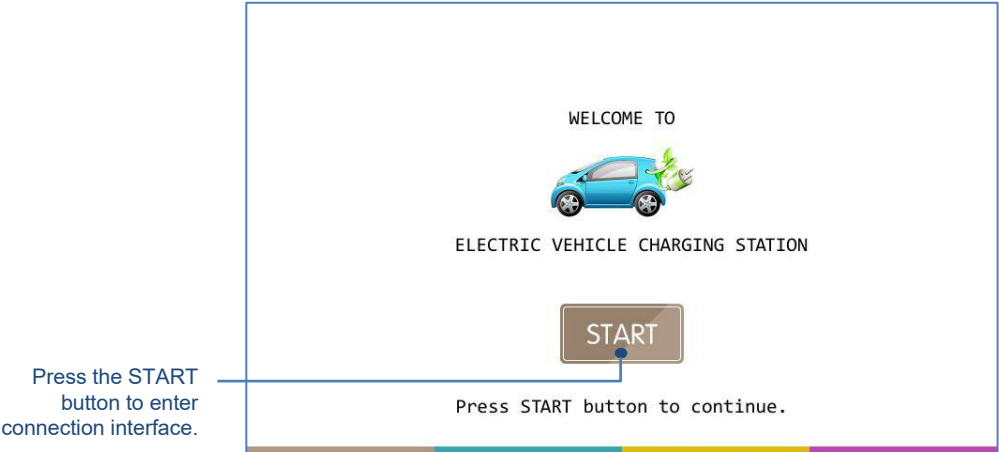 WELCOME TO
ELECTRIC VEHICLE CHARGING STATION
START
Press START button to continue.
Press the START
button to enter
connection interface.